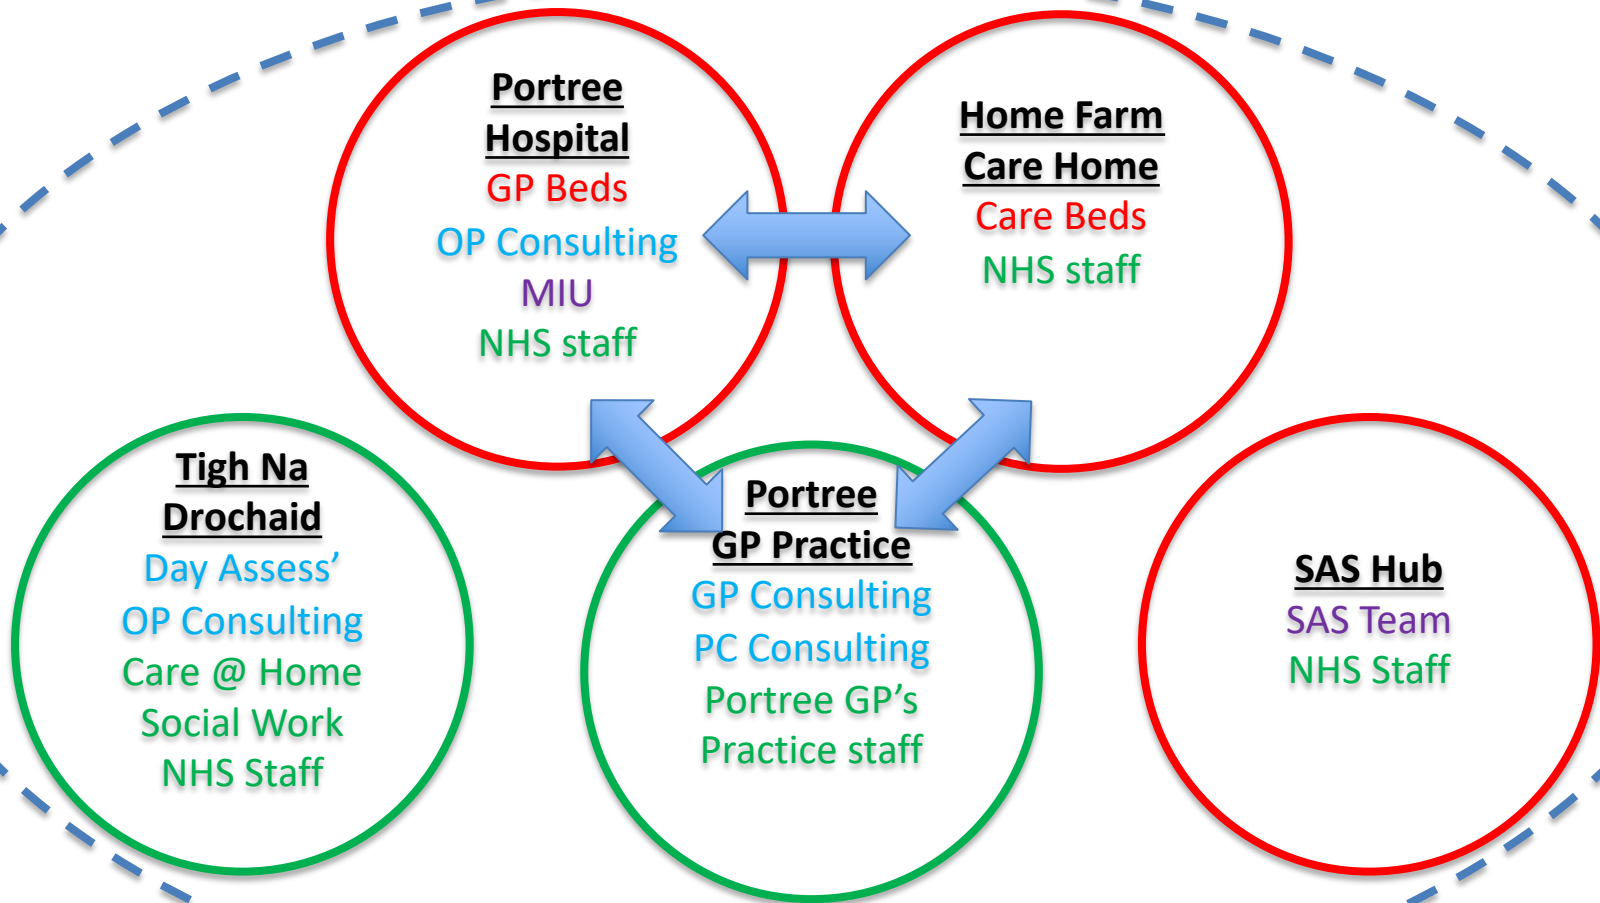 Portree
Hospital
GP Beds
OP Consulting
MIU
NHS staff
Home Farm
Care Home
Care Beds
NHS staff
Tigh Na
Drochaid
Day Assess’
OP Consulting
Care @ Home
Social Work
NHS Staff
Portree
GP Practice
GP Consulting
PC Consulting
Portree GP’s
Practice staff
SAS Hub
SAS Team
NHS Staff